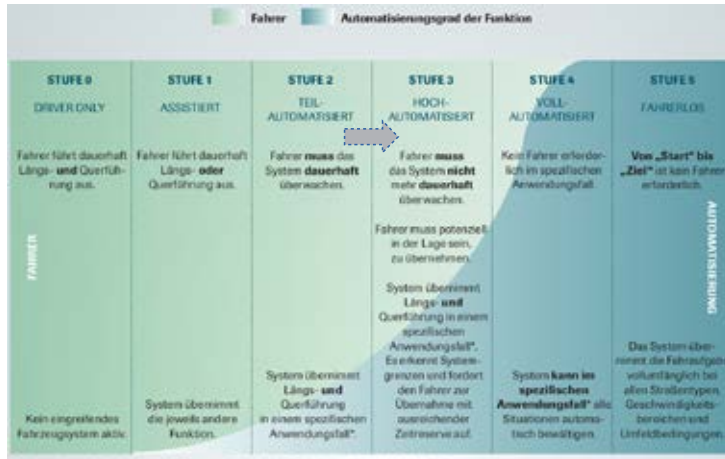 Fahrer
Automatisierungsgrad der Funktion
STUFE 0
DRIVER ONLY
Fahrer führt dauerhaft
Längs- und Querfüh-
rung aus.
Kein eingreifendes
Fahrzeugsystem aktiv.
STUFE 1
ASSISTIERT
Fahrer führt dauerhaft
Längs- oder
Querführung aus.
System übernimmt
die jeweils andere
Funktion.
STUFE 2
TEIL-
AUTOMATISIERT
Fahrer muss das
System dauerhaft
überwachen.
System übernimmt
Längs- und
Querführung
in einem spezifischen
Anwendungsfall*.
STUFE 3
HOCH-
AUTOMATISIERT
Fahrer muss
das System nicht
mehr dauerhaft
überwachen.
Fahrer muss potenziell
in der Lage sein,
zu übernehmen.
System übernimmt
Längs- und
Querführung in einem
spezifischen
Anwendungsfall*.
Es erkennt System-
grenzen und fordert
den Fahrer zur
Übernahme mit
ausreichender
Zeitreserve auf.
STUFE 4
VOLL-
AUTOMATISIERT
Kein Fahrer erforder-
lich im spezifischen
Anwendungsfall.
System kann im
spezifischen
Anwendungsfall* alle
Situationen automa-
tisch bewältigen.
STUFE 5
FAHRERLOS
Von „Start" bis
„Ziel" ist kein Fahrer
erforderlich.
Das System über-
nimmt die Fahraufgabe
vollumfänglich bei
allen Straßentypen,
Geschwindigkeits-
bereichen und
Umfeldbedingungen.
FAHRER
AUTOMATISIERUNG